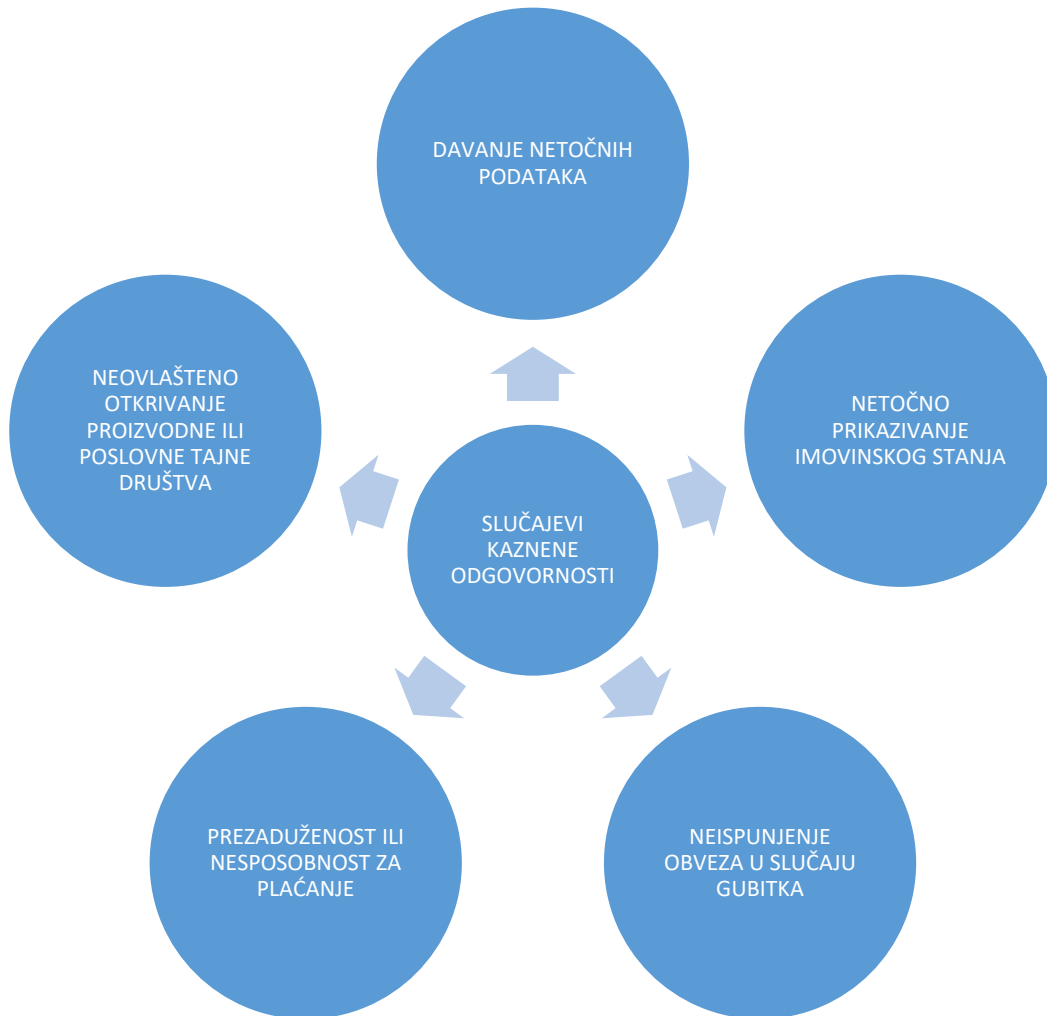 DAVANJE NETOČNIH
PODATAKA
NEOVLAŠTENO
OTKRIVANJE
PROIZVODNE ILI
POSLOVNE TAJNE
DRUŠTVA
NETOČNO
PRIKAZIVANJE
IMOVINSKOG STANJA
SLUČAJEVI
KAZNENE
ODGOVORNOSTI
PREZADUŽENOST ILI
NESPOSOBNOST ZA
PLAĆANJE
NEISPUNJENJE
OBVEZA U SLUČAJU
GUBITKA